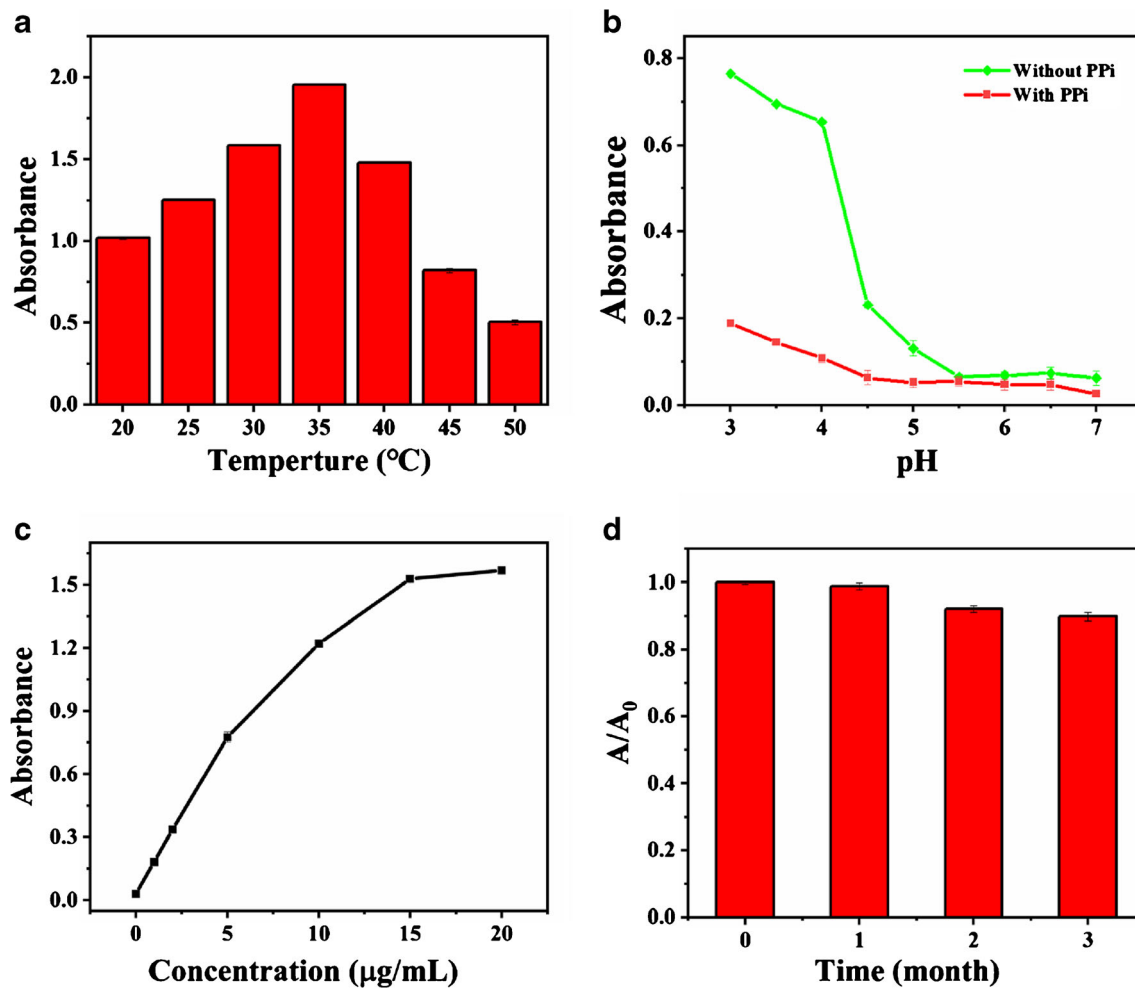 a
Absorbance
2.0
1.5
1.0
0.5
0.0
20 25 30 35 40 45 50
Temperture (°C)
b
Absorbance
0.8
0.6
0.4
0.2
0.0
Without PPi
With PPi
3 4 5 6 7
pH
c
Absorbance
1.5
1.2
0.9
0.6
0.3
0.0
0 5 10 15 20
Concentration (μg/mL)
d
A/A₀
1.0
0.8
0.6
0.4
0.2
0.0
0 1 2 3
Time (month)